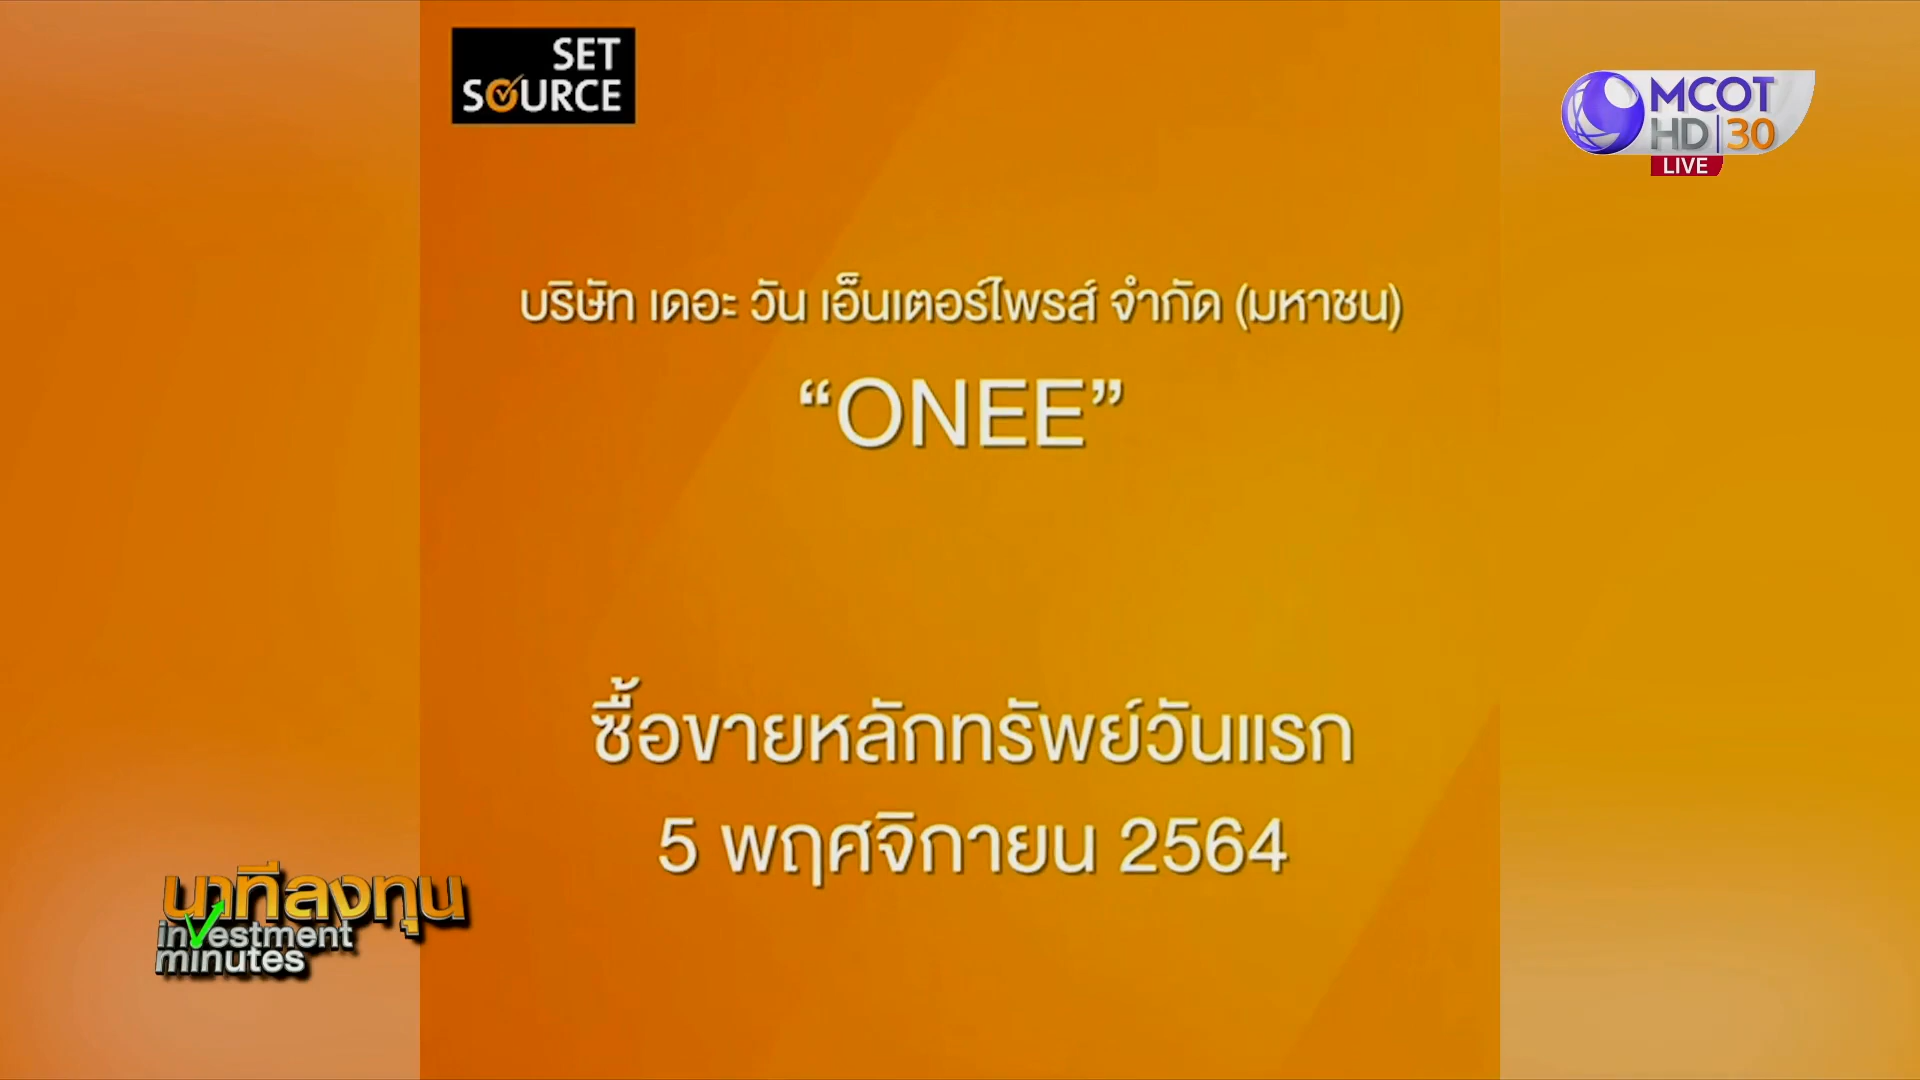 SET
SOURCE
MCOT
HD 30
LIVE
บริษัท เดอะ วัน เอ็นเตอร์ไพรส์ จำกัด (มหาชน)
“ONEE”
ซื้อขายหลักทรัพย์วันแรก
5 พฤศจิกายน 2564
นาทีลงทุน
investment
minutes